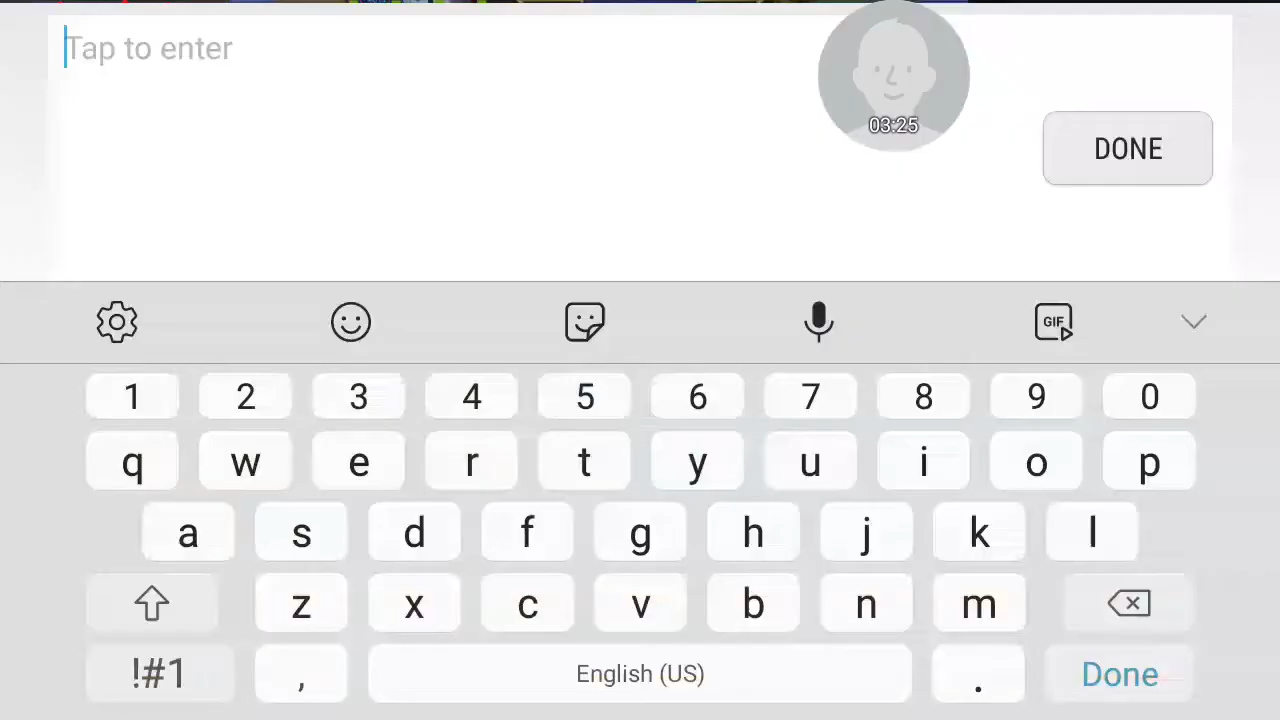 Tap to enter
03:25
DONE
GIF
1 2 3 4 5 6 7 8 9 0
q w e r t y u i o p
a s d f g h j k l
z x c v b n m
!#1 , English (US) . Done